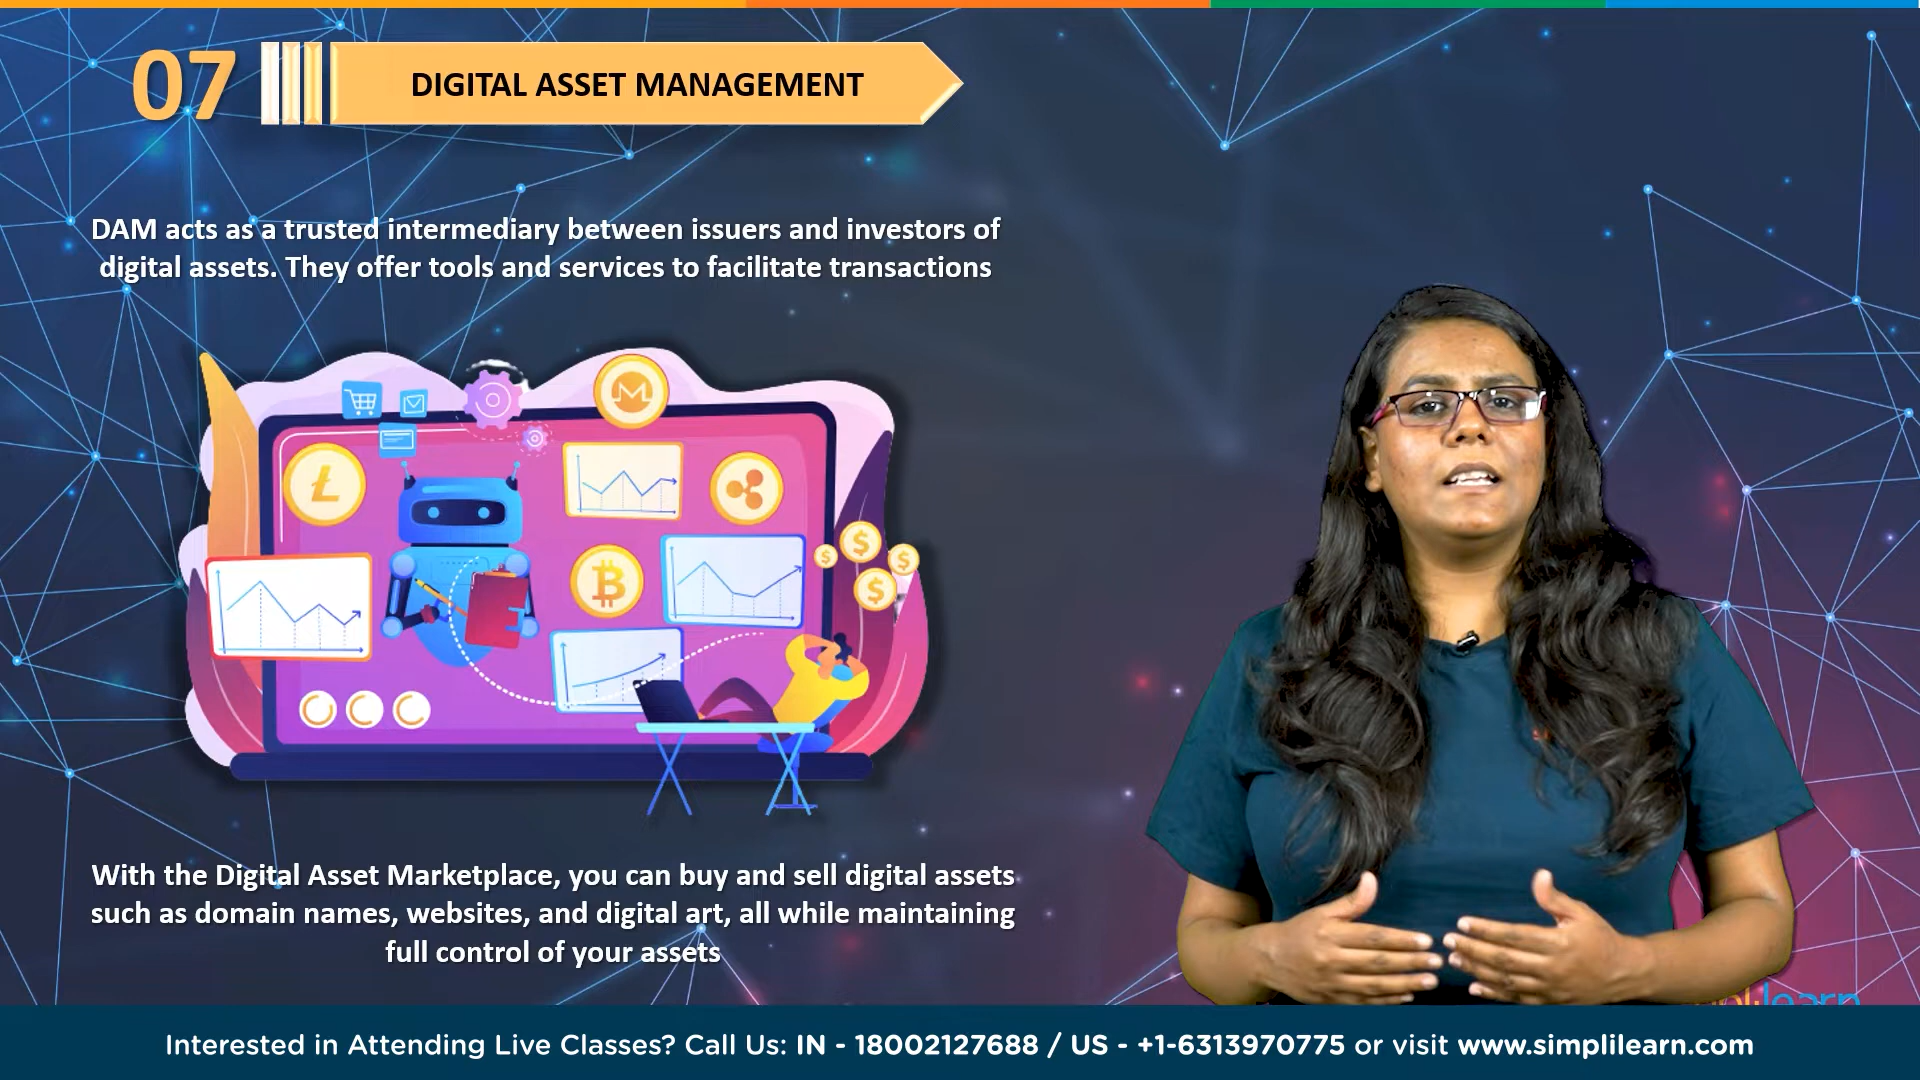 07
DIGITAL ASSET MANAGEMENT
DAM acts as a trusted intermediary between issuers and investors of
digital assets. They offer tools and services to facilitate transactions
With the Digital Asset Marketplace, you can buy and sell digital assets
such as domain names, websites, and digital art, all while maintaining
full control of your assets
Interested in Attending Live Classes? Call Us: IN - 18002127688 / US - +1-6313970775 or visit www.simplilearn.com